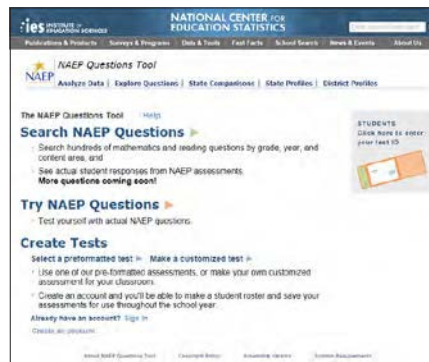 ies INSTITUTE OF EDUCATION SCIENCES
NATIONAL CENTER FOR EDUCATION STATISTICS
Publications & Products Surveys & Programs Data & Tools Fast Facts School Search News & Events About Us
NAEP
NAEP Questions Tool
Analyze Data | Explore Questions | State Comparisons | State Profiles | District Profiles
The NAEP Questions Tool Help
STUDENTS
Click here to enter
your test ID
Search NAEP Questions
Search hundreds of mathematics and reading questions by grade, year, and
content area, and
See actual student responses from NAEP assessments.
More questions coming soon!
Try NAEP Questions
Test yourself with actual NAEP questions.
Create Tests
Select a preformatted test Make a customized test
Use one of our pre-formatted assessments, or make your own customized
assessment for your classroom.
Create an account and you'll be able to make a student roster and save your
assessments for use throughout the school year.
Already have an account? Sign in
Create an account
About NAEP Questions Tool